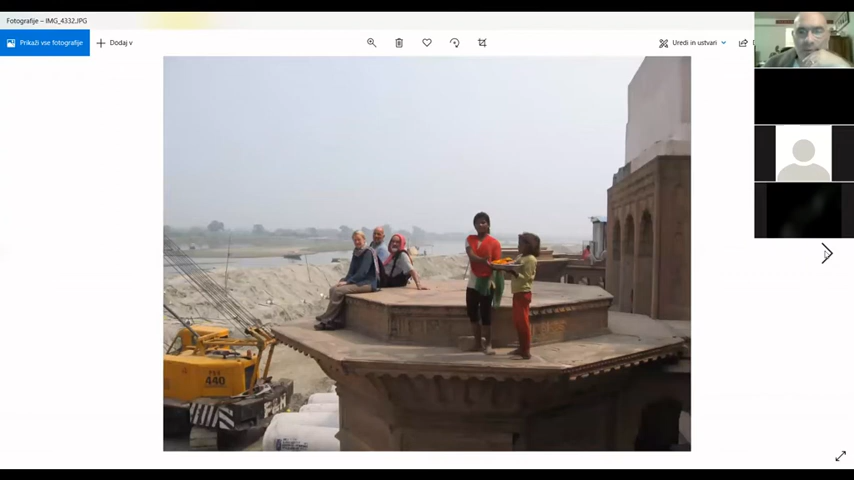 Fotografije – IMG_4332.JPG
Prikaži vse fotografije
Dodaj v
Uredi in ustvari
440